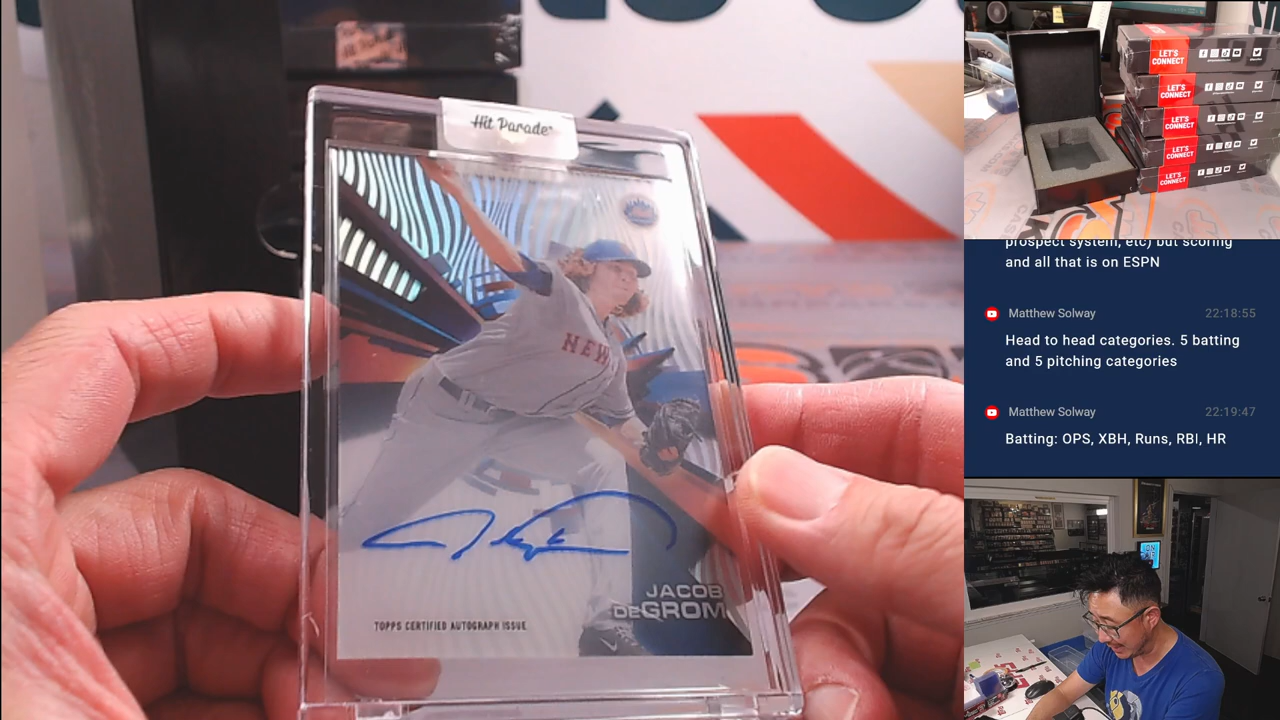 Hit Parade
NEW
JACOB
DeGROM
TOPPS CERTIFIED AUTOGRAPH ISSUE
LET'S
CONNECT
LET'S
CONNECT
LET'S
CONNECT
LET'S
CONNECT
LET'S
CONNECT
prospect system, etc) but scoring
and all that is on ESPN
Matthew Solway 22:18:55
Head to head categories. 5 batting
and 5 pitching categories
Matthew Solway 22:19:47
Batting: OPS, XBH, Runs, RBI, HR